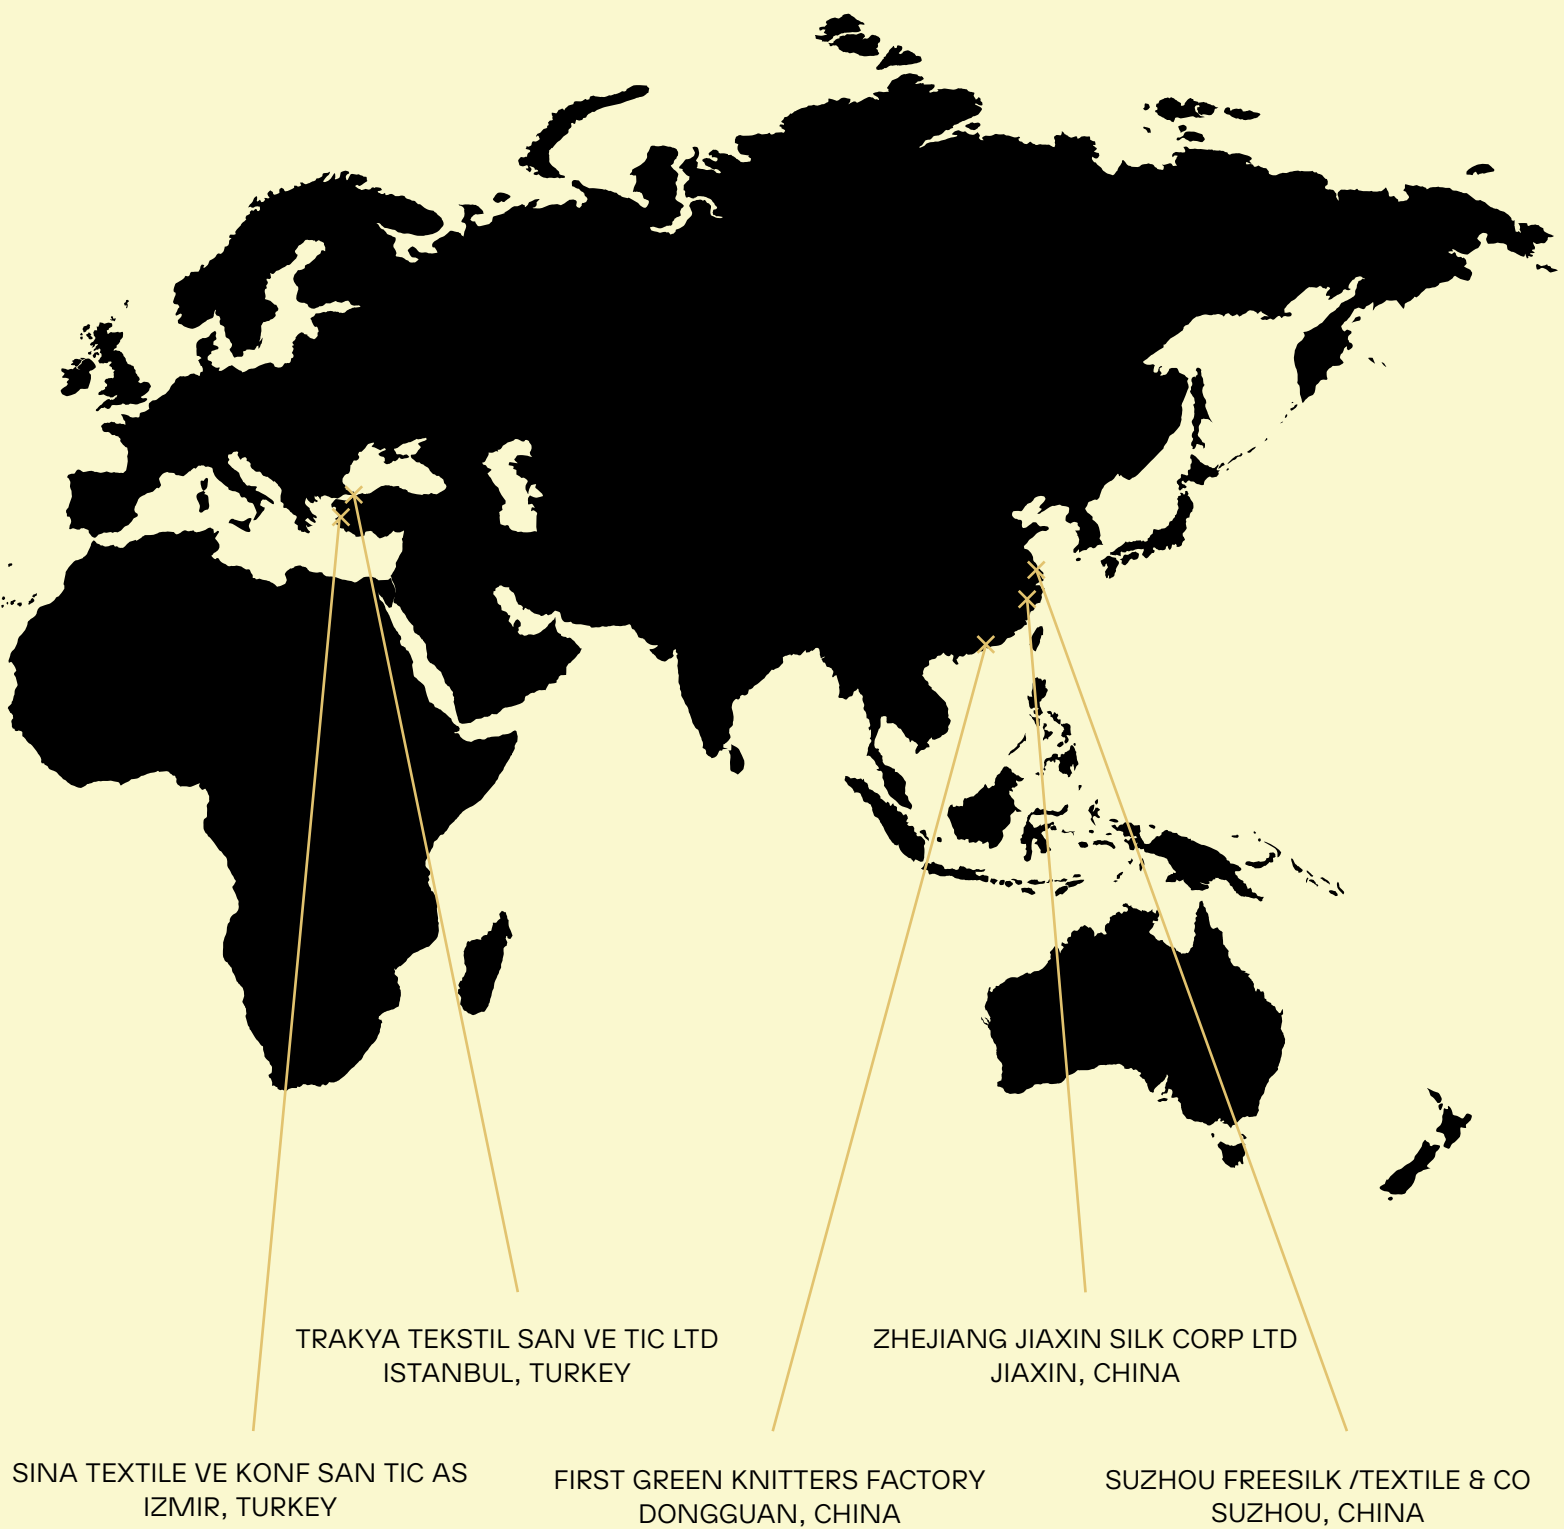 TRAKYA TEKSTIL SAN VE TIC LTD
ISTANBUL, TURKEY
ZHEJIANG JIAXIN SILK CORP LTD
JIAXIN, CHINA
SINA TEXTILE VE KONF SAN TIC AS
IZMIR, TURKEY
FIRST GREEN KNITTERS FACTORY
DONGGUAN, CHINA
SUZHOU FREESILK /TEXTILE & CO
SUZHOU, CHINA